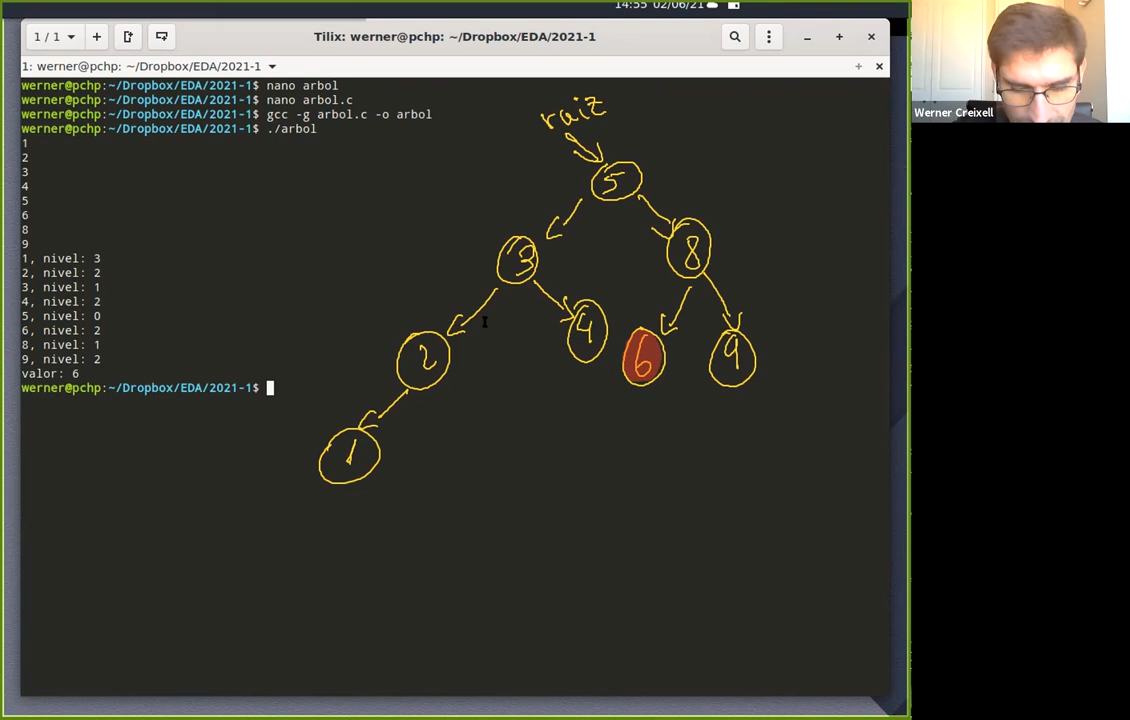 14:55 02/06/21
1 / 1
Tilix: werner@pchp: ~/Dropbox/EDA/2021-1
1: werner@pchp: ~/Dropbox/EDA/2021-1
werner@pchp:~/Dropbox/EDA/2021-1$ nano arbol
werner@pchp:~/Dropbox/EDA/2021-1$ nano arbol.c
werner@pchp:~/Dropbox/EDA/2021-1$ gcc -g arbol.c -o arbol
werner@pchp:~/Dropbox/EDA/2021-1$ ./arbol
1
2
3
4
5
6
8
9
1, nivel: 3
2, nivel: 2
3, nivel: 1
4, nivel: 2
5, nivel: 0
6, nivel: 2
8, nivel: 1
9, nivel: 2
valor: 6
werner@pchp:~/Dropbox/EDA/2021-1$
raiz
5
3
8
2
4
6
9
1
Werner Creixell